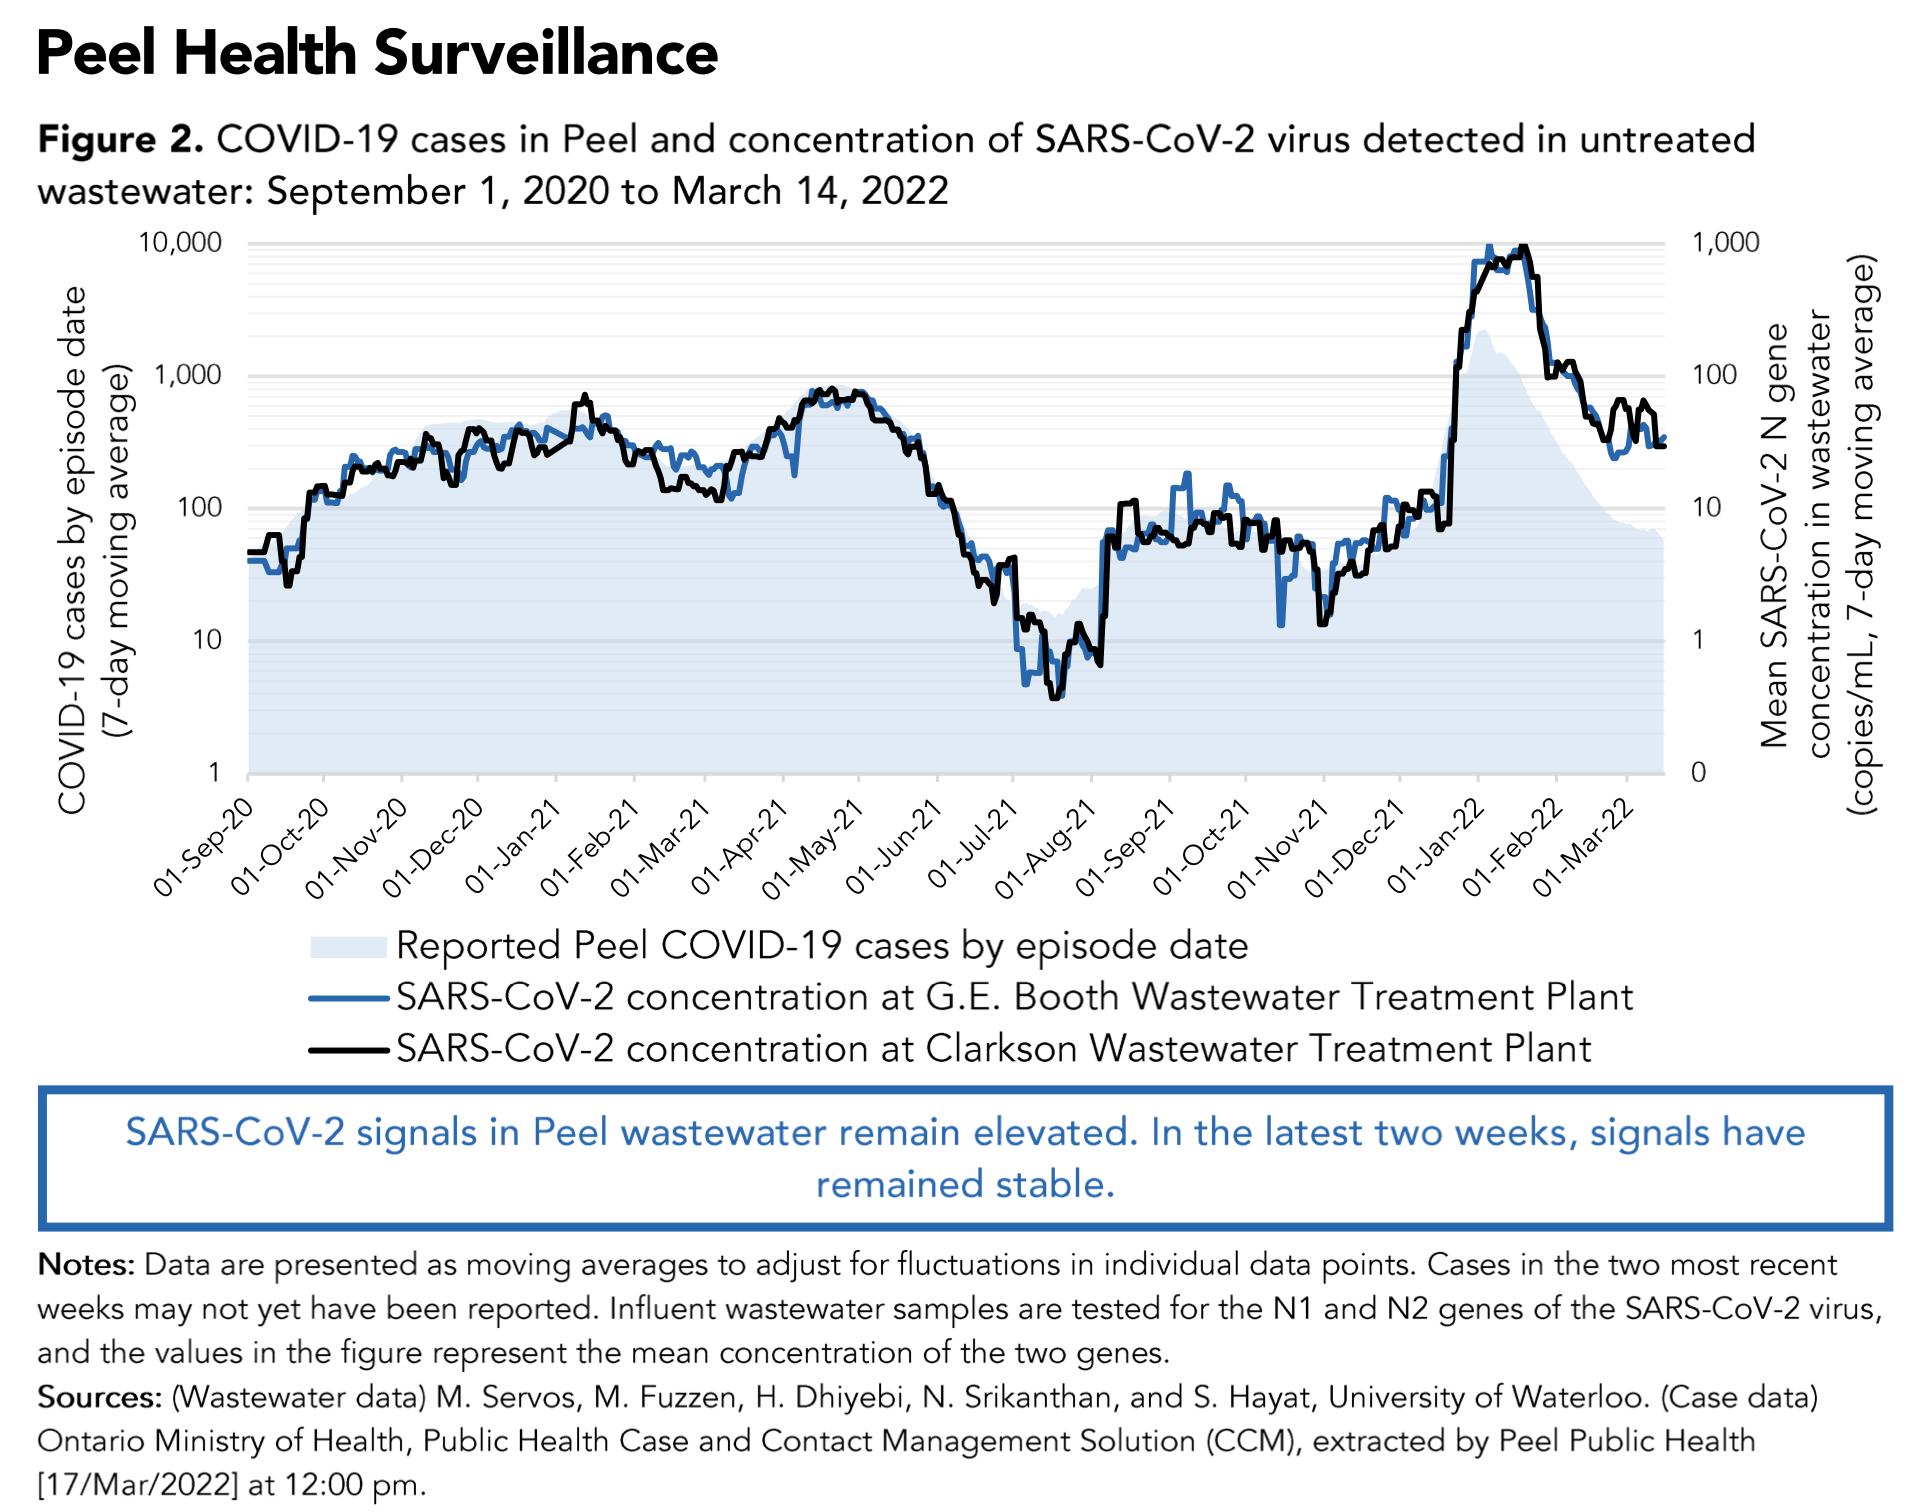 Peel Health Surveillance
Figure 2. COVID-19 cases in Peel and concentration of SARS-CoV-2 virus detected in untreated
wastewater: September 1, 2020 to March 14, 2022
COVID-19 cases by episode date
(7-day moving average)
10,000
1,000
100
10
1
1,000
100
10
1
0
Mean SARS-CoV-2 N gene
concentration in wastewater
(copies/mL, 7-day moving average)
01-Sep-20
01-Oct-20
01-Nov-20
01-Dec-20
01-Jan-21
01-Feb-21
01-Mar-21
01-Apr-21
01-May-21
01-Jun-21
01-Jul-21
01-Aug-21
01-Sep-21
01-Oct-21
01-Nov-21
01-Dec-21
01-Jan-22
01-Feb-22
01-Mar-22
Reported Peel COVID-19 cases by episode date
SARS-CoV-2 concentration at G.E. Booth Wastewater Treatment Plant
SARS-CoV-2 concentration at Clarkson Wastewater Treatment Plant
SARS-CoV-2 signals in Peel wastewater remain elevated. In the latest two weeks, signals have
remained stable.
Notes: Data are presented as moving averages to adjust for fluctuations in individual data points. Cases in the two most recent
weeks may not yet have been reported. Influent wastewater samples are tested for the N1 and N2 genes of the SARS-CoV-2 virus,
and the values in the figure represent the mean concentration of the two genes.
Sources: (Wastewater data) M. Servos, M. Fuzzen, H. Dhiyebi, N. Srikanthan, and S. Hayat, University of Waterloo. (Case data)
Ontario Ministry of Health, Public Health Case and Contact Management Solution (CCM), extracted by Peel Public Health
[17/Mar/2022] at 12:00 pm.